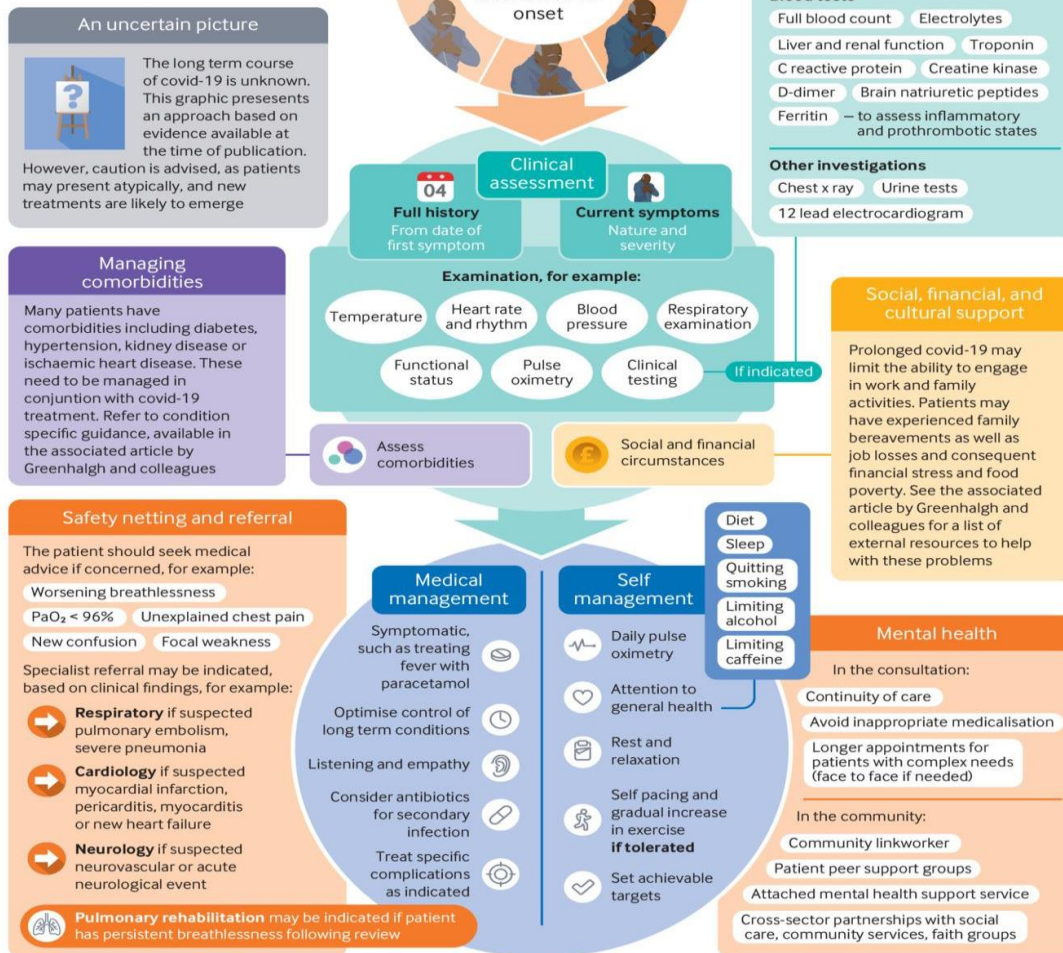 onset
An uncertain picture
The long term course
of covid-19 is unknown.
This graphic presesents
an approach based on
evidence available at
the time of publication.
However, caution is advised, as patients
may present atypically, and new
treatments are likely to emerge
Full blood count
Electrolytes
Liver and renal function
Troponin
C reactive protein
Creatine kinase
D-dimer
Brain natriuretic peptides
Ferritin – to assess inflammatory
and prothrombotic states
Other investigations
Chest x ray
Urine tests
12 lead electrocardiogram
Clinical
assessment
04
Full history
From date of
first symptom
Current symptoms
Nature and
severity
Examination, for example:
Temperature
Heart rate
and rhythm
Blood
pressure
Respiratory
examination
Functional
status
Pulse
oximetry
Clinical
testing
If indicated
Managing
comorbidities
Many patients have
comorbidities including diabetes,
hypertension, kidney disease or
ischaemic heart disease. These
need to be managed in
conjuntion with covid-19
treatment. Refer to condition
specific guidance, available in
the associated article by
Greenhalgh and colleagues
Assess
comorbidities
£
Social and financial
circumstances
Social, financial, and
cultural support
Prolonged covid-19 may
limit the ability to engage
in work and family
activities. Patients may
have experienced family
bereavements as well as
job losses and consequent
financial stress and food
poverty. See the associated
article by Greenhalgh and
colleagues for a list of
external resources to help
with these problems
Safety netting and referral
The patient should seek medical
advice if concerned, for example:
Worsening breathlessness
PaO₂ < 96%
Unexplained chest pain
New confusion
Focal weakness
Specialist referral may be indicated,
based on clinical findings, for example:
Respiratory if suspected
pulmonary embolism,
severe pneumonia
Cardiology if suspected
myocardial infarction,
pericarditis, myocarditis
or new heart failure
Neurology if suspected
neurovascular or acute
neurological event
Pulmonary rehabilitation may be indicated if patient
has persistent breathlessness following review
Medical
management
Symptomatic,
such as treating
fever with
paracetamol
Optimise control of
long term conditions
Listening and empathy
Consider antibiotics
for secondary
infection
Treat specific
complications
as indicated
Self
management
Daily pulse
oximetry
Attention to
general health
Rest and
relaxation
Self pacing and
gradual increase
in exercise
if tolerated
Set achievable
targets
Diet
Sleep
Quitting
smoking
Limiting
alcohol
Limiting
caffeine
Mental health
In the consultation:
Continuity of care
Avoid inappropriate medicalisation
Longer appointments for
patients with complex needs
(face to face if needed)
In the community:
Community linkworker
Patient peer support groups
Attached mental health support service
Cross-sector partnerships with social
care, community services, faith groups